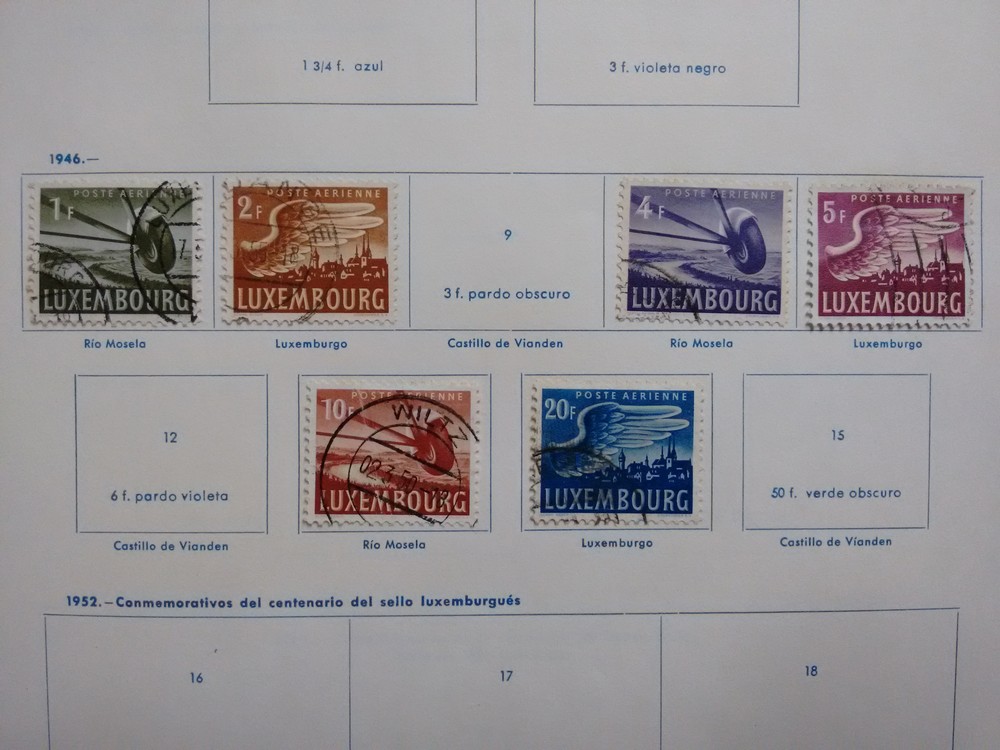 1 3/4 f. azul
3 f. violeta negro
1946.—
POSTE AERIENNE
1F
LUXEMBOURG
POSTE AERIENNE
2F
LUXEMBOURG
9
3 f. pardo obscuro
POSTE AERIENNE
4F
LUXEMBOURG
POSTE AERIENNE
5F
LUXEMBOURG
Río Mosela
Luxemburgo
Castillo de Vianden
Río Mosela
Luxemburgo
12
6 f. pardo violeta
POSTE AERIENNE
10F
WILTZ
LUXEMBOURG
POSTE AERIENNE
20F
LUXEMBOURG
15
50 f. verde obscuro
Castillo de Vianden
Río Mosela
Luxemburgo
Castillo de Víanden
1952.—Conmemorativos del centenario del sello luxemburgués
16
17
18